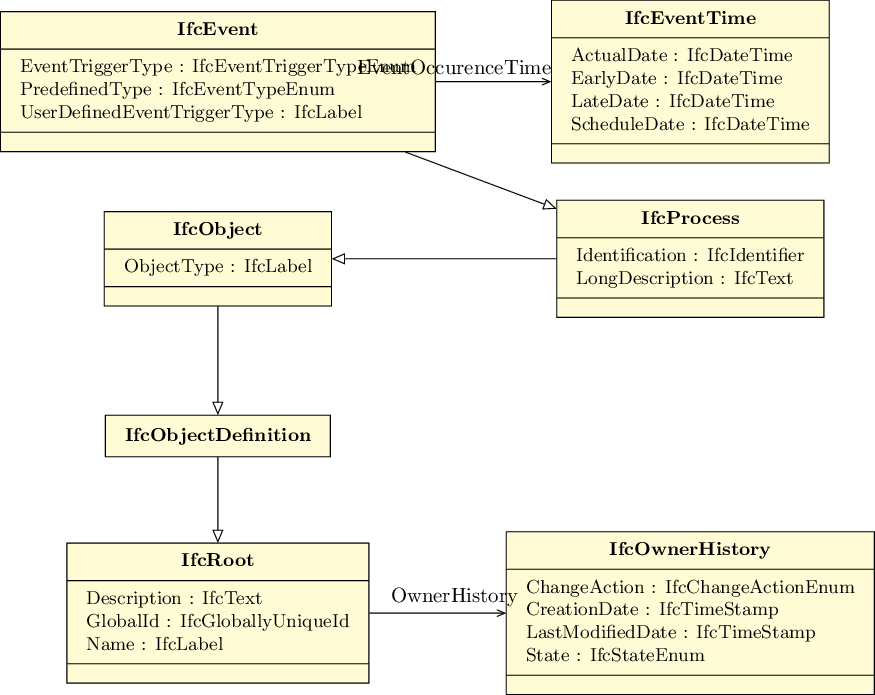 IfcEvent
EventTriggerType : IfcEventTriggerTypeEnum
PredefinedType : IfcEventTypeEnum
UserDefinedEventTriggerType : IfcLabel
EventOccurenceTime
IfcEventTime
ActualDate : IfcDateTime
EarlyDate : IfcDateTime
LateDate : IfcDateTime
ScheduleDate : IfcDateTime
IfcObject
ObjectType : IfcLabel
IfcProcess
Identification : IfcIdentifier
LongDescription : IfcText
IfcObjectDefinition
IfcRoot
Description : IfcText
GlobalId : IfcGloballyUniqueId
Name : IfcLabel
OwnerHistory
IfcOwnerHistory
ChangeAction : IfcChangeActionEnum
CreationDate : IfcTimeStamp
LastModifiedDate : IfcTimeStamp
State : IfcStateEnum